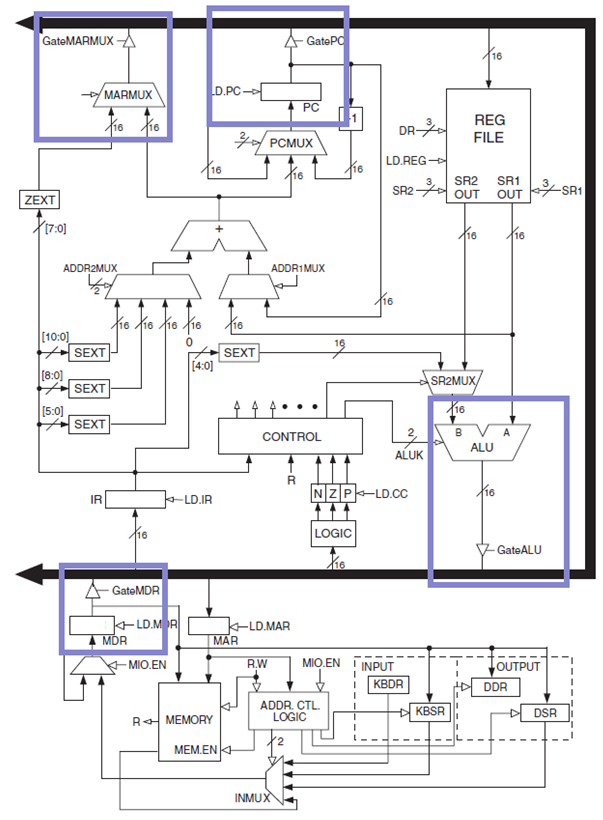 GateMARMUX
GatePC
16
MARMUX
LD.PC
PC
REG
FILE
DR
3
LD.REG
SR2
3
SR2
OUT
SR1
OUT
3
SR1
16
16
+1
2
PCMUX
16
16
16
ZEXT
[7:0]
16
16
+
ADDR2MUX
2
ADDR1MUX
16
16
16
16
16
0
16
[10:0]
SEXT
[4:0]
SEXT
16
[8:0]
SEXT
SR2MUX
[5:0]
SEXT
16
CONTROL
2
ALUK
B
A
ALU
R
IR
LD.IR
N
Z
P
LD.CC
16
16
LOGIC
16
GateALU
GateMDR
LD.MDR
MDR
LD.MAR
MAR
MIO.EN
R.W
MIO.EN
INPUT
OUTPUT
KBDR
DDR
MEMORY
R
MEM.EN
ADDR. CTL.
LOGIC
KBSR
DSR
2
INMUX